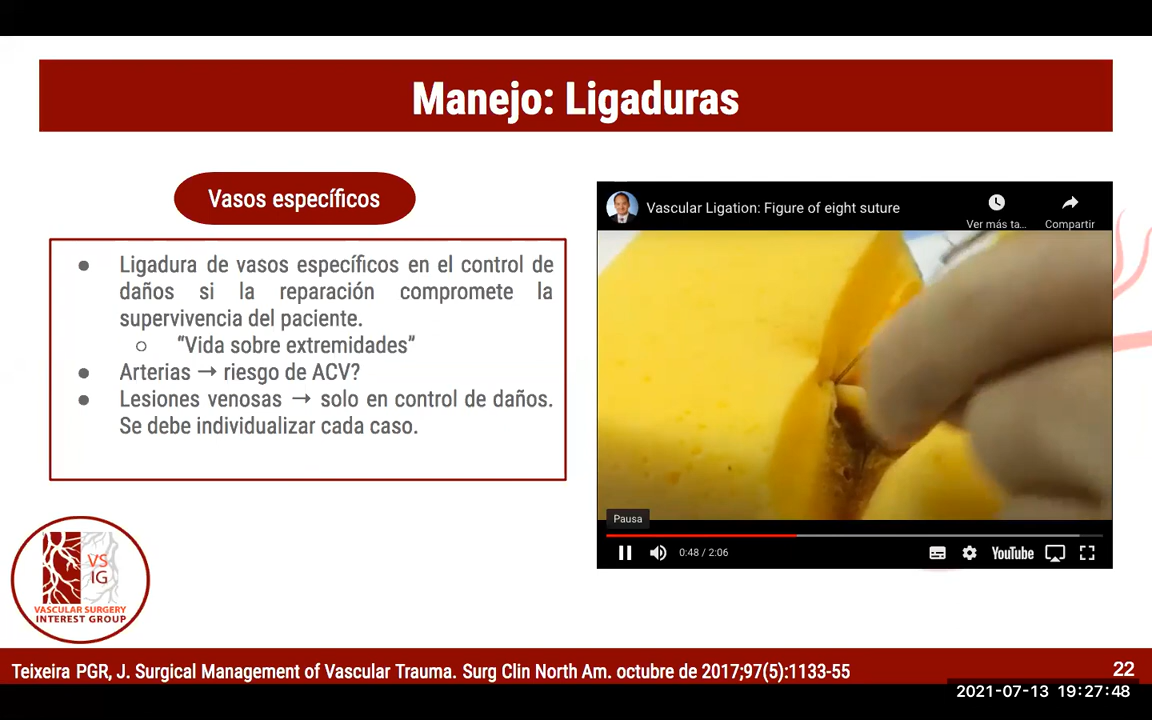 Manejo: Ligaduras
Vasos específicos
● Ligadura de vasos específicos en el control de
daños si la reparación compromete la
supervivencia del paciente.
○ “Vida sobre extremidades”
● Arterias → riesgo de ACV?
● Lesiones venosas → solo en control de daños.
Se debe individualizar cada caso.
Vascular Ligation: Figure of eight suture
Ver más ta...
Compartir
Pausa
0:48 / 2:06
YouTube
VS
IG
VASCULAR SURGERY
INTEREST GROUP
Teixeira PGR, J. Surgical Management of Vascular Trauma. Surg Clin North Am. octubre de 2017;97(5):1133-55
22
2021-07-13 19:27:48